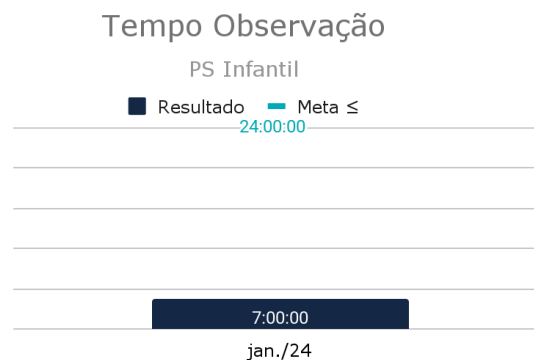 Tempo Observação
PS Infantil
Resultado
Meta ≤
24:00:00
7:00:00
jan./24